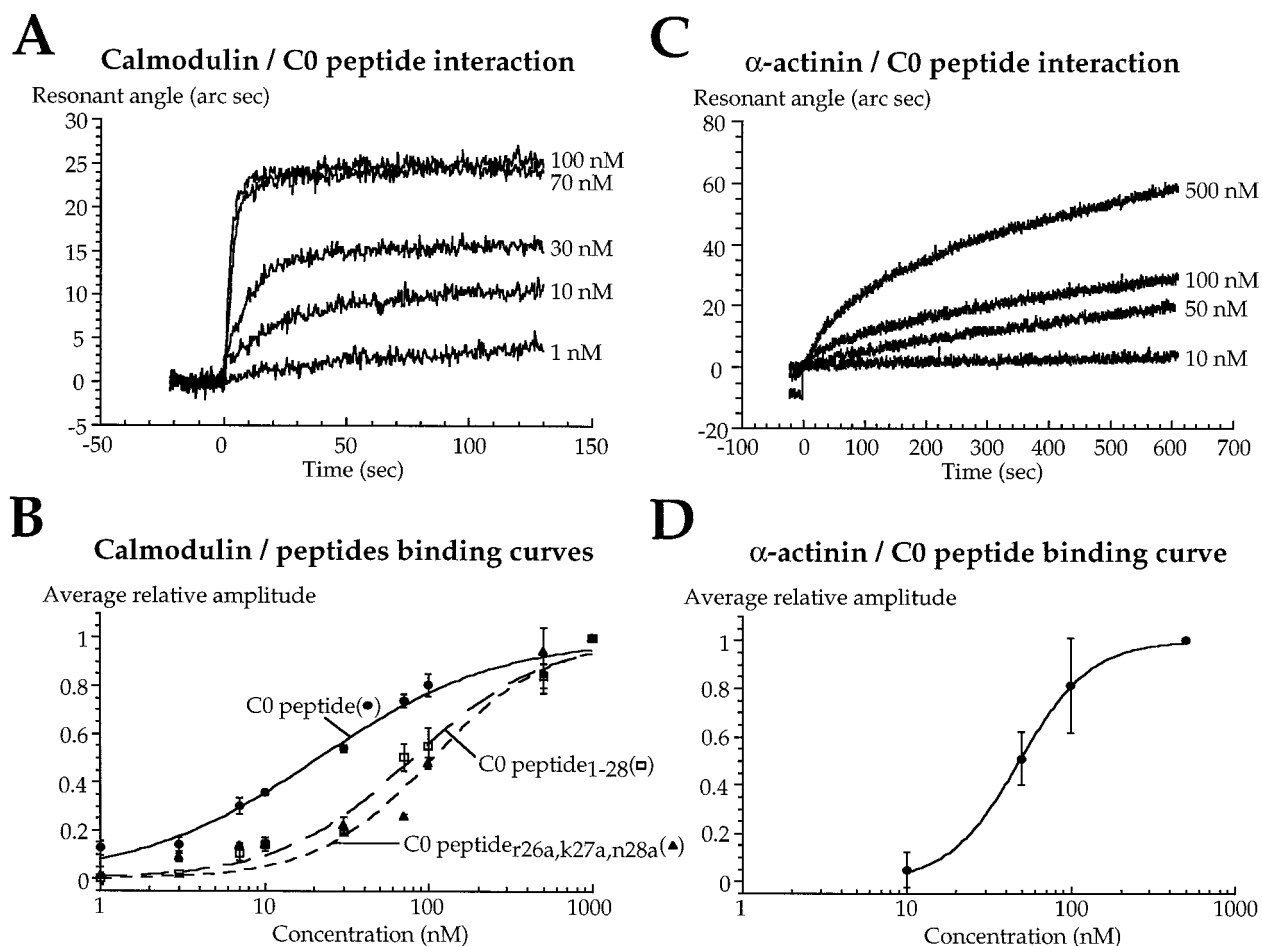 A
Calmodulin / C0 peptide interaction
Resonant angle (arc sec)
30
25
20
15
10
5
0
-5
-50
0
50
100
150
Time (sec)
100 nM
70 nM
30 nM
10 nM
1 nM
C
α-actinin / C0 peptide interaction
Resonant angle (arc sec)
80
60
40
20
0
-20
-100
0
100
200
300
400
500
600
700
Time (sec)
500 nM
100 nM
50 nM
10 nM
B
Calmodulin / peptides binding curves
Average relative amplitude
1
0.8
0.6
0.4
0.2
0
1
10
100
1000
Concentration (nM)
C0 peptide(●)
C0 peptide1-28(□)
C0 peptider26a,k27a,n28a(▲)
D
α-actinin / C0 peptide binding curve
Average relative amplitude
1
0.8
0.6
0.4
0.2
0
1
10
100
1000
Concentration (nM)